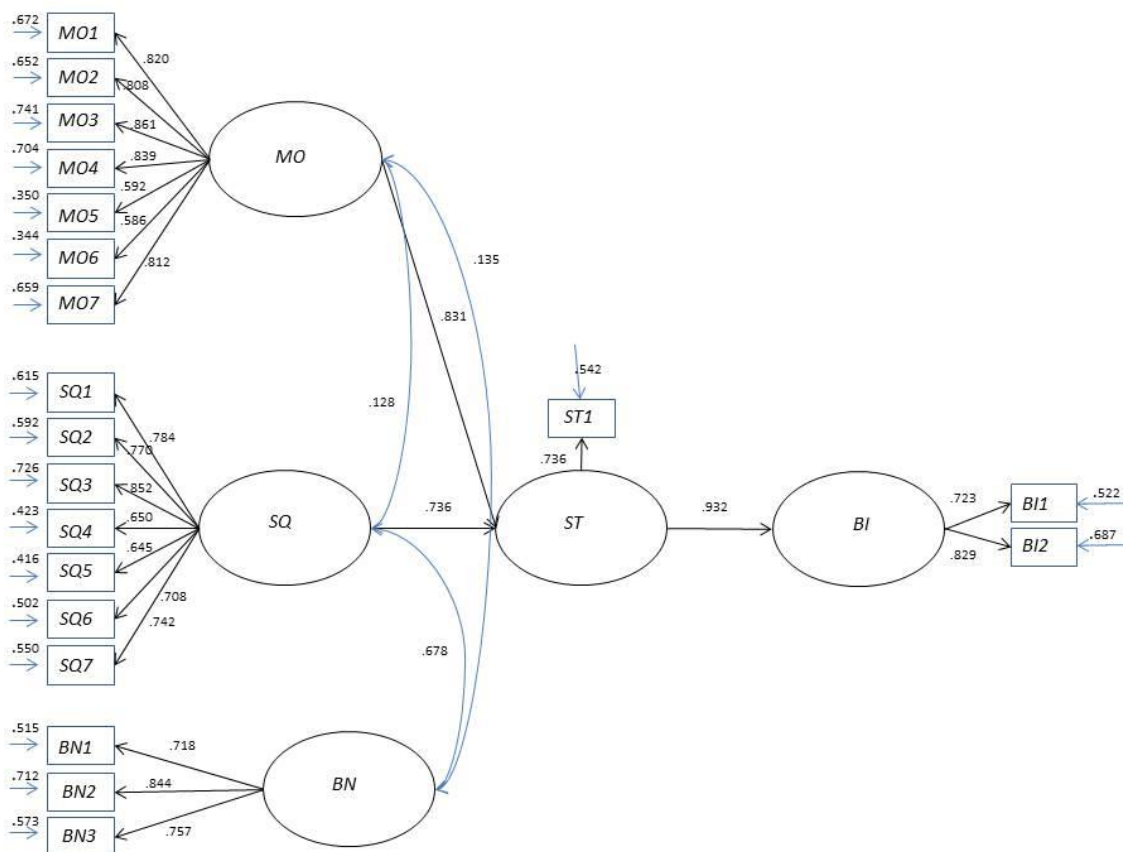 .672
MO1
.820
.652
MO2
.808
.741
MO3
.861
.704
MO4
.839
.350
MO5
.592
.344
MO6
.586
.659
MO7
.812
MO
.135
.831
.128
.615
SQ1
.784
.592
SQ2
.770
.726
SQ3
.852
.423
SQ4
.650
.416
SQ5
.645
.502
SQ6
.708
.550
SQ7
.742
SQ
.736
.678
.542
ST1
.736
ST
.932
BI
.723
BI1
.522
.829
BI2
.687
.515
BN1
.718
.712
BN2
.844
.573
BN3
.757
BN